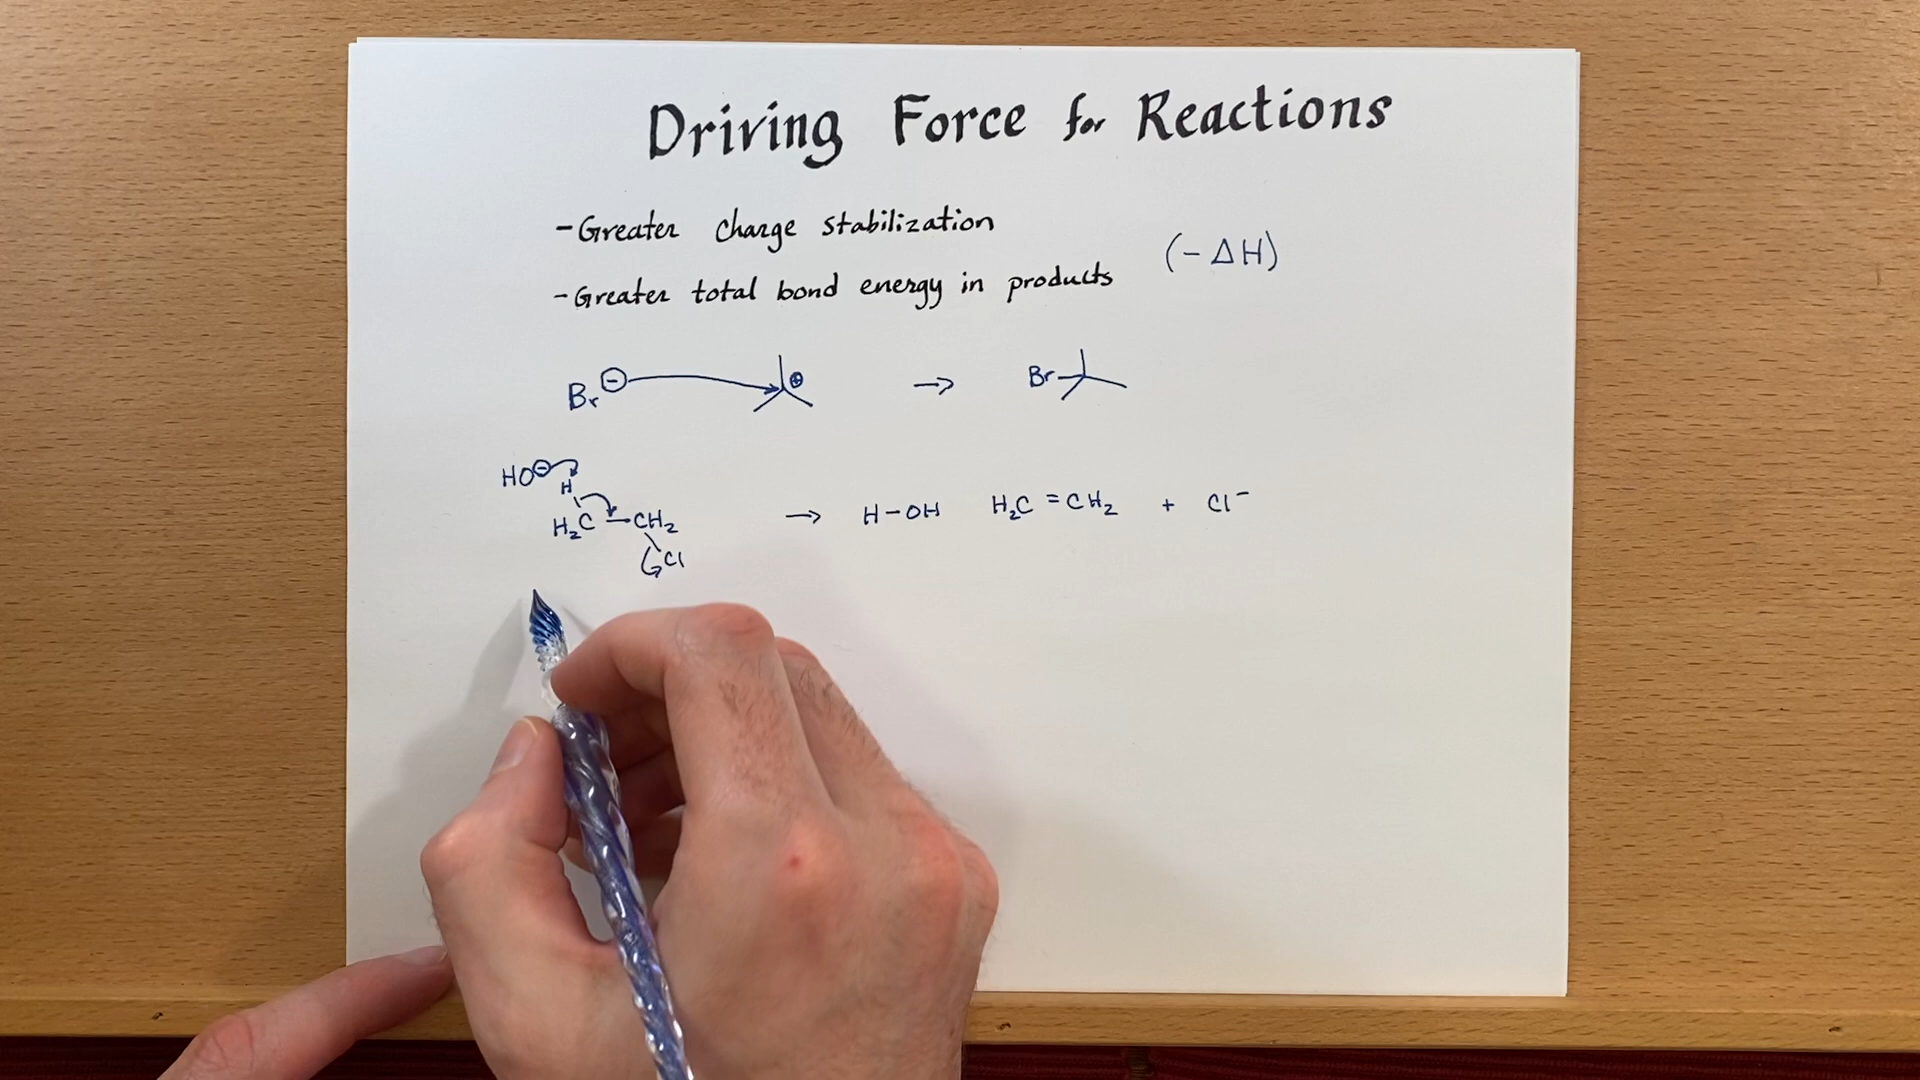 Driving Force for Reactions
- Greater charge stabilization
(- ΔH)
- Greater total bond energy in products
Br⊖ ⊕ → Br
HO⊖
H
H₂C - CH₂ → H-OH H₂C = CH₂ + Cl⁻
Cl